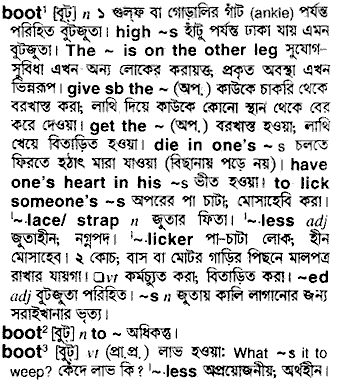 boot¹ [বূট্] n ১ গুল্‌ফ বা গোড়ালির গাঁট (ankle) পর্যন্ত
পরিহিত বুটজুতা। high ~s হাঁটু পর্যন্ত ঢাকা যায় এমন
বুটজুতা। The ~ is on the other leg সুযোগ-
সুবিধা এখন অন্য লোকের করায়ত্ত; প্রকৃত অবস্থা এখন
ভিন্নরূপ। give sb the ~ (অপ.) কাউকে চাকরি থেকে
বরখাস্ত করা; লাথি দিয়ে কাউকে কোনো স্থান থেকে বের
করে দেওয়া। get the ~ (অপ.) বরখাস্ত হওয়া; লাথি
খেয়ে বিতাড়িত হওয়া। die in one's ~s চলতে
ফিরতে হঠাৎ মারা যাওয়া (বিছানায় পড়ে নয়)। have
one's heart in his ~s ভীত হওয়া। to lick
someone's ~s অপরের পা চাটা; মোসাহেবি করা।
'~lace/ strap n জুতার ফিতা। '~less adj
জুতাহীন; নগ্নপদ। '~licker পা-চাটা লোক; হীন
মোসাহেব। ২ কোচ; বাস বা মোটর গাড়ির পিছনে মালপত্র
রাখার যায়গা। □vt কর্মচ্যুত করা; বিতাড়িত করা। ~ed
adj বুটজুতা পরিহিত। ~s n জুতায় কালি লাগানোর জন্য
সরাইখানার ভৃত্য।
boot² [বূট্] n to ~ অধিকন্তু।
boot³ [বূট্] vt (প্রা.প্র.) লাভ হওয়া: What ~s it to
weep? কেঁদে লাভ কি? '~less অপ্রয়োজনীয়; অর্থহীন।